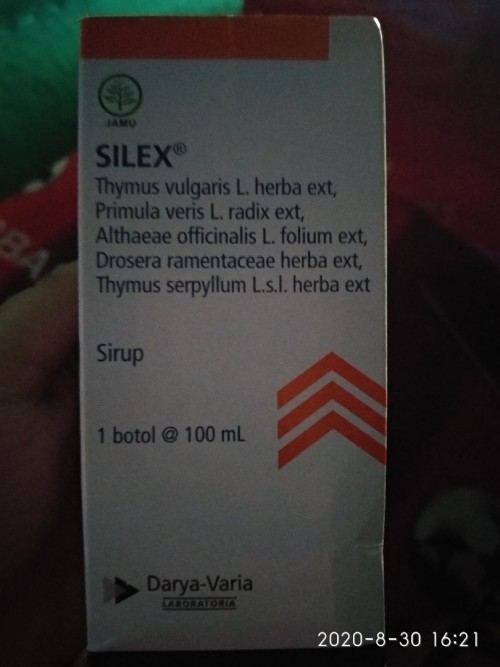 JAMU
SILEX®
Thymus vulgaris L. herba ext,
Primula veris L. radix ext,
Althaeae officinalis L. folium ext,
Drosera ramentaceae herba ext,
Thymus serpyllum L.s.l. herba ext
Sirup
1 botol @ 100 mL
Darya-Varia
LABORATORIA
2020-8-30 16:21